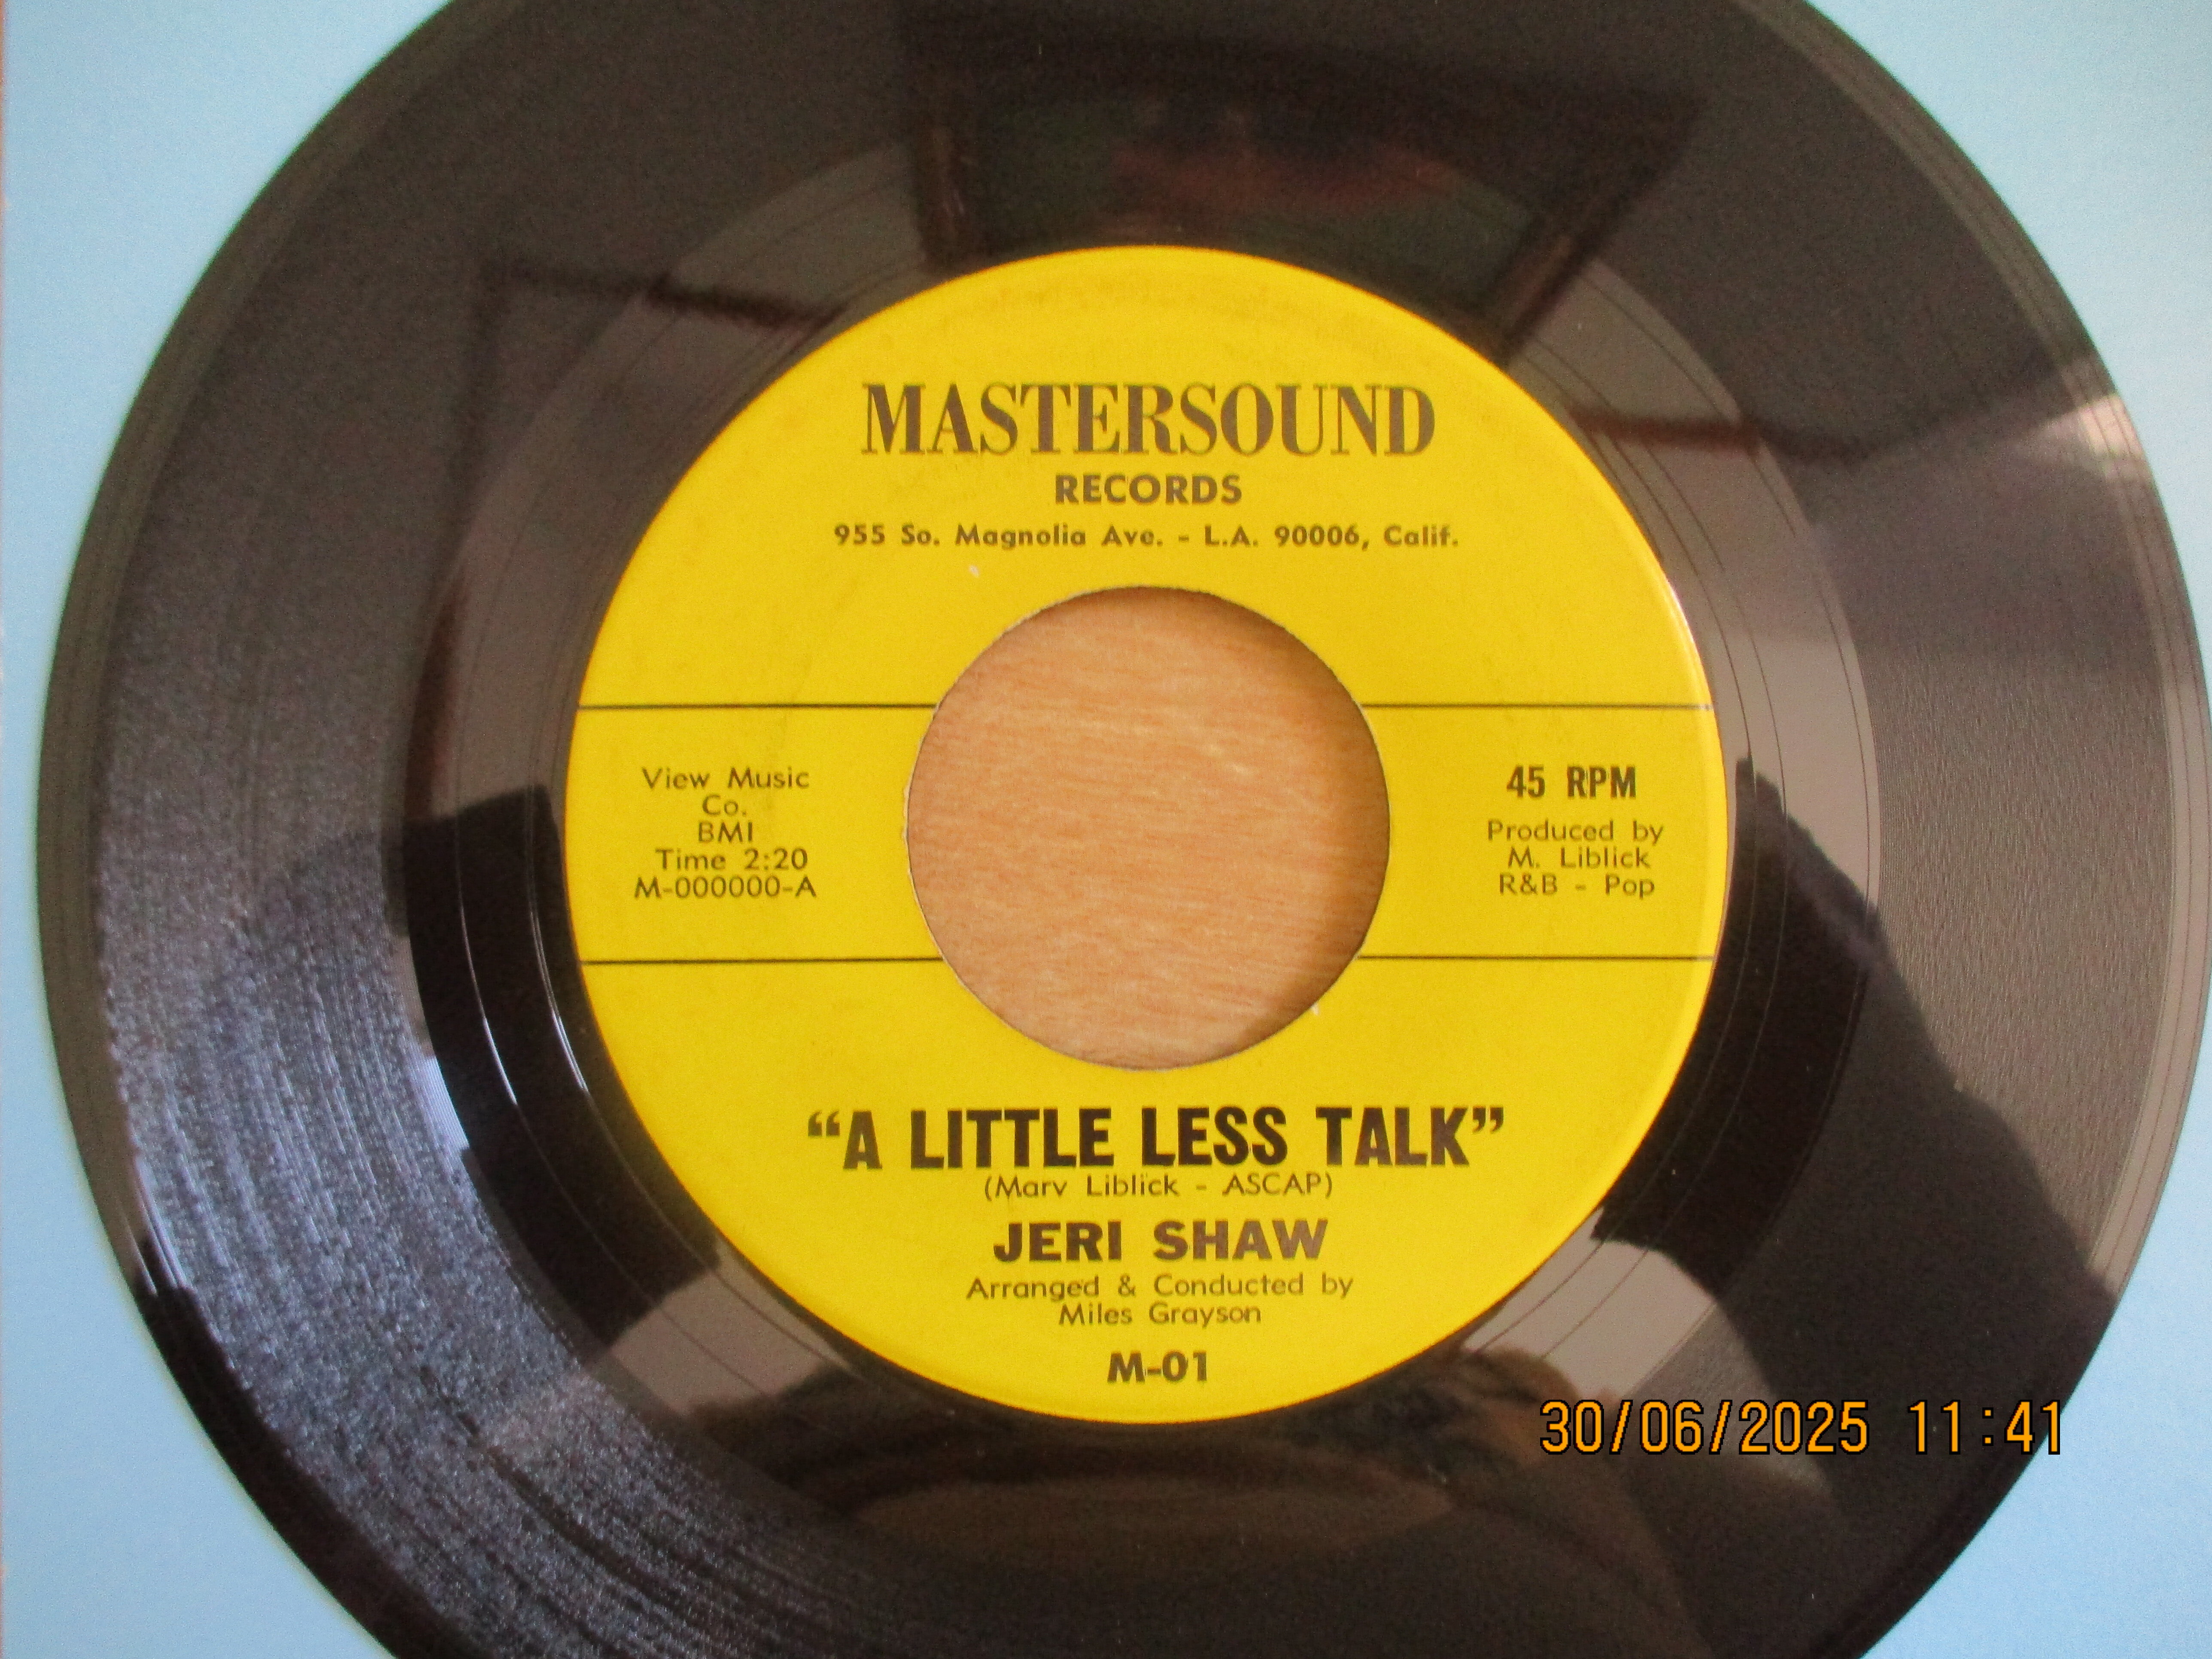 MASTERSOUND
RECORDS
955 So. Magnolia Ave. - L.A. 90006, Calif.
View Music
Co.
BMI
Time 2:20
M-000000-A
45 RPM
Produced by
M. Liblick
R&B - Pop
“A LITTLE LESS TALK”
(Marv Liblick - ASCAP)
JERI SHAW
Arranged & Conducted by
Miles Grayson
M-01
30/06/2025 11:41